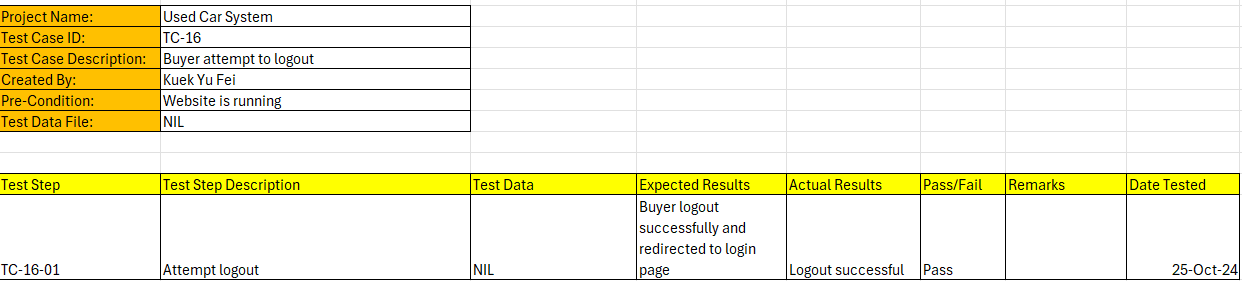 Project Name: Used Car System
Test Case ID: TC-16
Test Case Description: Buyer attempt to logout
Created By: Kuek Yu Fei
Pre-Condition: Website is running
Test Data File: NIL
Test Step Test Step Description Test Data Expected Results Actual Results Pass/Fail Remarks Date Tested
Buyer logout
successfully and
redirected to login
TC-16-01 Attempt logout NIL page Logout successful Pass 25-Oct-24